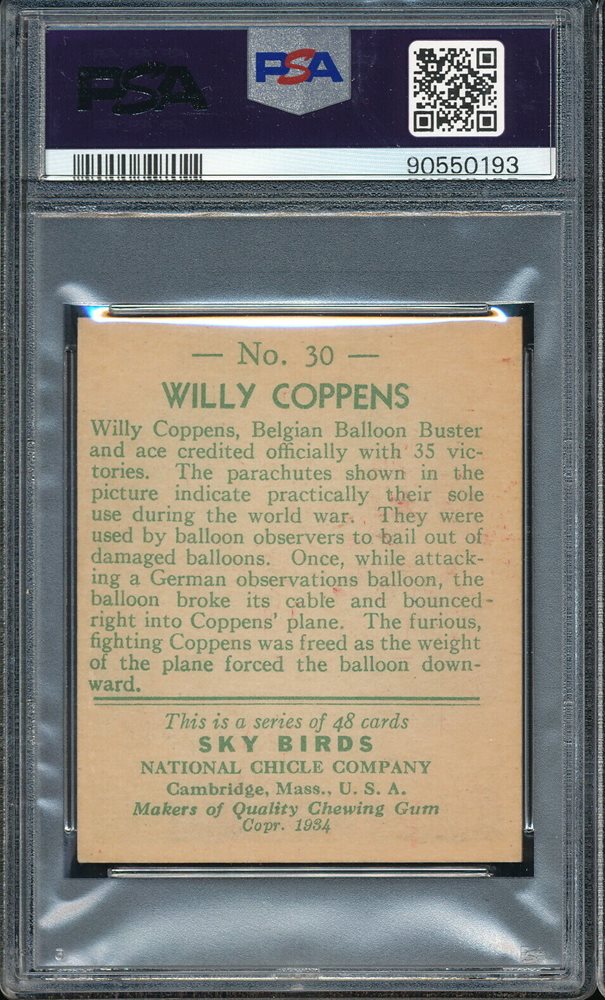 PSA PSA
90550193
— No. 30 —
WILLY COPPENS
Willy Coppens, Belgian Balloon Buster
and ace credited officially with 35 vic-
tories. The parachutes shown in the
picture indicate practically their sole
use during the world war. They were
used by balloon observers to bail out of
damaged balloons. Once, while attack-
ing a German observations balloon, the
balloon broke its cable and bounced
right into Coppens' plane. The furious,
fighting Coppens was freed as the weight
of the plane forced the balloon down-
ward.
This is a series of 48 cards
SKY BIRDS
NATIONAL CHICLE COMPANY
Cambridge, Mass., U. S. A.
Makers of Quality Chewing Gum
Copr. 1934